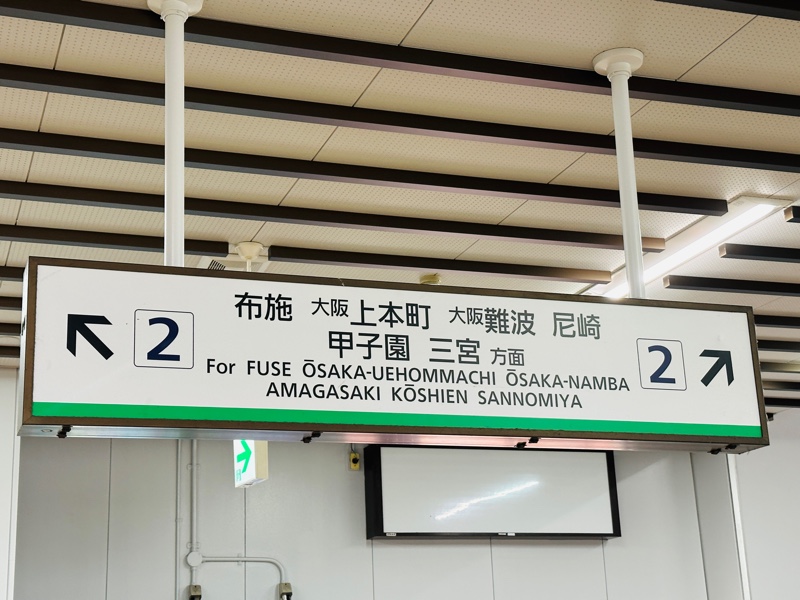 2
布施 大阪上本町 大阪難波 尼崎
甲子園 三宮 方面
For FUSE ŌSAKA-UEHOMMACHI ŌSAKA-NAMBA
AMAGASAKI KŌSHIEN SANNOMIYA
2